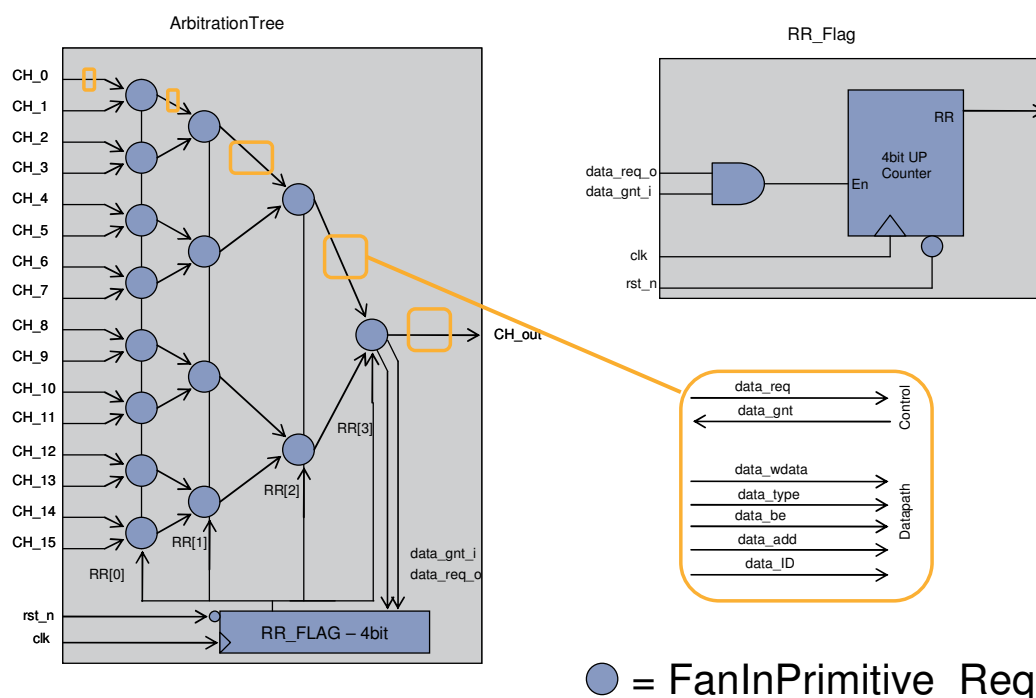 ArbitrationTree
CH_0
CH_1
CH_2
CH_3
CH_4
CH_5
CH_6
CH_7
CH_8
CH_9
CH_10
CH_11
CH_12
CH_13
CH_14
CH_15
RR[0]
RR[1]
RR[2]
RR[3]
CH_out
data_gnt_i
data_req_o
rst_n
clk
RR_FLAG – 4bit
RR_Flag
data_req_o
data_gnt_i
clk
rst_n
RR
4bit UP
Counter
En
data_req
data_gnt
Control
data_wdata
data_type
data_be
data_add
data_ID
Datapath
= FanInPrimitive_Req